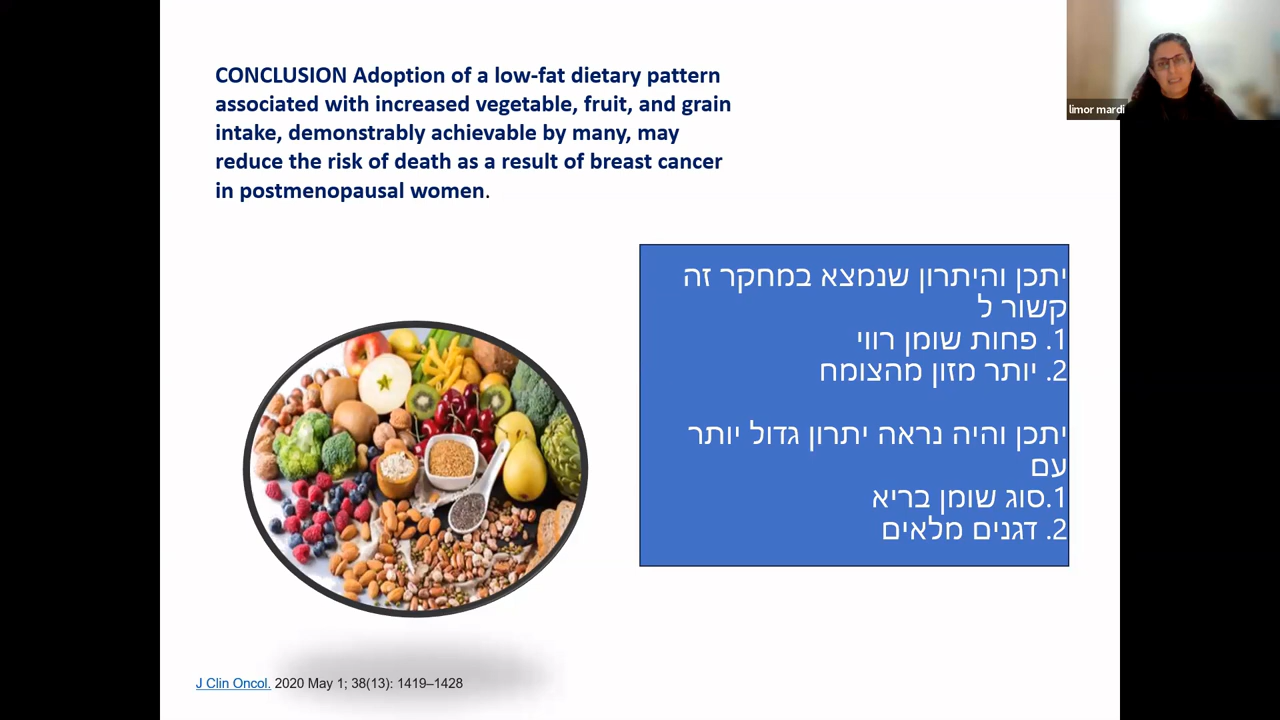 CONCLUSION Adoption of a low-fat dietary pattern
associated with increased vegetable, fruit, and grain
intake, demonstrably achievable by many, may
reduce the risk of death as a result of breast cancer
in postmenopausal women.
limor mardi
יתכן והיתרון שנמצא במחקר זה
קשור ל
1. פחות שומן רווי
2. יותר מזון מהצומח
יתכן והיה נראה יתרון גדול יותר
עם
1.סוג שומן בריא
2. דגנים מלאים
J Clin Oncol. 2020 May 1; 38(13): 1419–1428